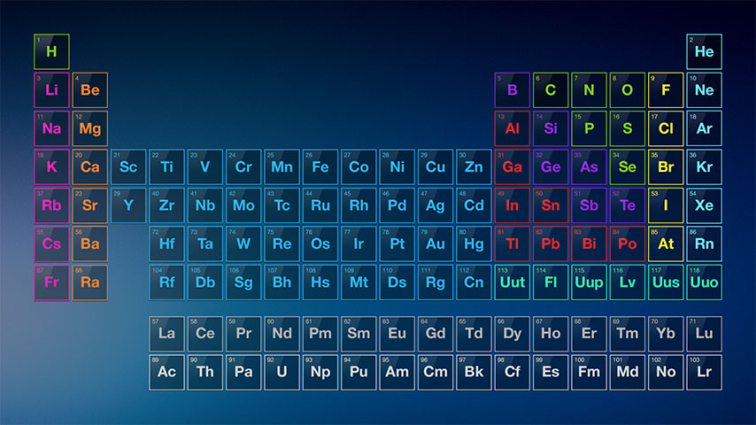 1 2
H He
3 4 5 6 7 8 9 10
Li Be B C N O F Ne
11 12 13 14 15 16 17 18
Na Mg Al Si P S Cl Ar
19 20 21 22 23 24 25 26 27 28 29 30 31 32 33 34 35 36
K Ca Sc Ti V Cr Mn Fe Co Ni Cu Zn Ga Ge As Se Br Kr
37 38 29 40 41 42 43 44 45 46 47 48 49 50 51 52 53 54
Rb Sr Y Zr Nb Mo Tc Ru Rh Pd Ag Cd In Sn Sb Te I Xe
55 56 72 73 74 75 76 77 78 79 80 81 82 83 84 85 86
Cs Ba Hf Ta W Re Os Ir Pt Au Hg Tl Pb Bi Po At Rn
87 88 104 105 106 107 108 109 110 111 112 113 114 115 116 117 118
Fr Ra Rf Db Sg Bh Hs Mt Ds Rg Cn Uut Fl Uup Lv Uus Uuo
57 58 59 60 61 62 63 64 65 66 67 68 69 70 71
La Ce Pr Nd Pm Sm Eu Gd Td Dy Ho Er Tm Yb Lu
89 90 91 92 93 94 95 96 97 98 99 100 101 102 103
Ac Th Pa U Np Pu Am Cm Bk Cf Es Fm Md No Lr